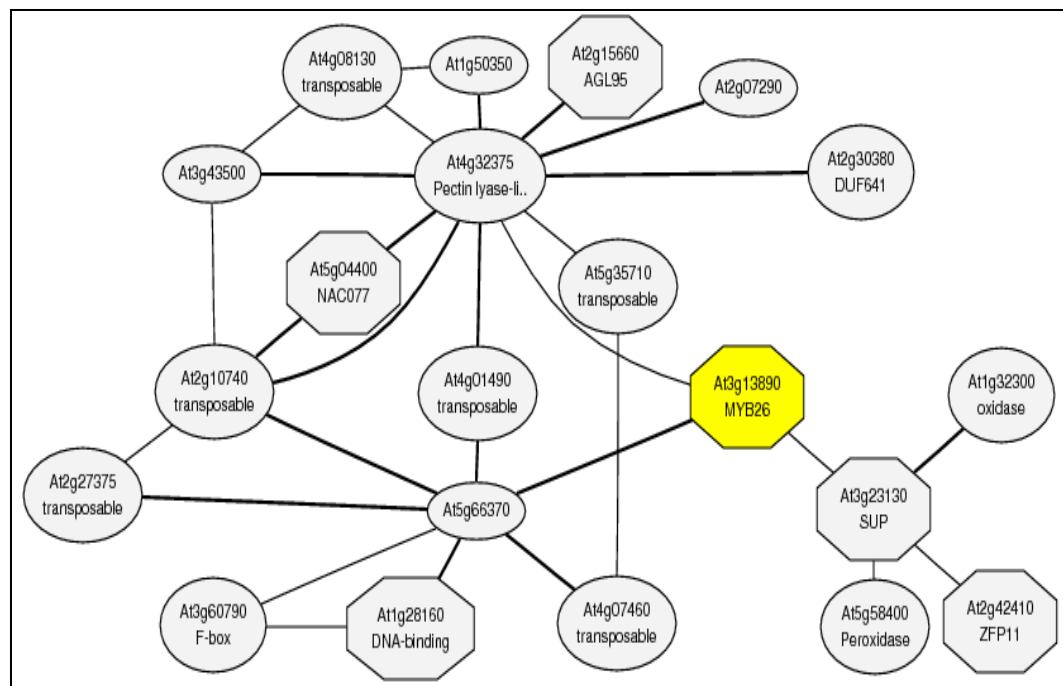 At4g08130
transposable
At1g50350
At2g15660
AGL95
At2g07290
At3g43500
At4g32375
Pectin lyase-li..
At2g30380
DUF641
At5g04400
NAC077
At5g35710
transposable
At2g10740
transposable
At4g01490
transposable
At3g13890
MYB26
At1g32300
oxidase
At2g27375
transposable
At5g66370
At3g23130
SUP
At3g60790
F-box
At1g28160
DNA-binding
At4g07460
transposable
At5g58400
Peroxidase
At2g42410
ZFP11